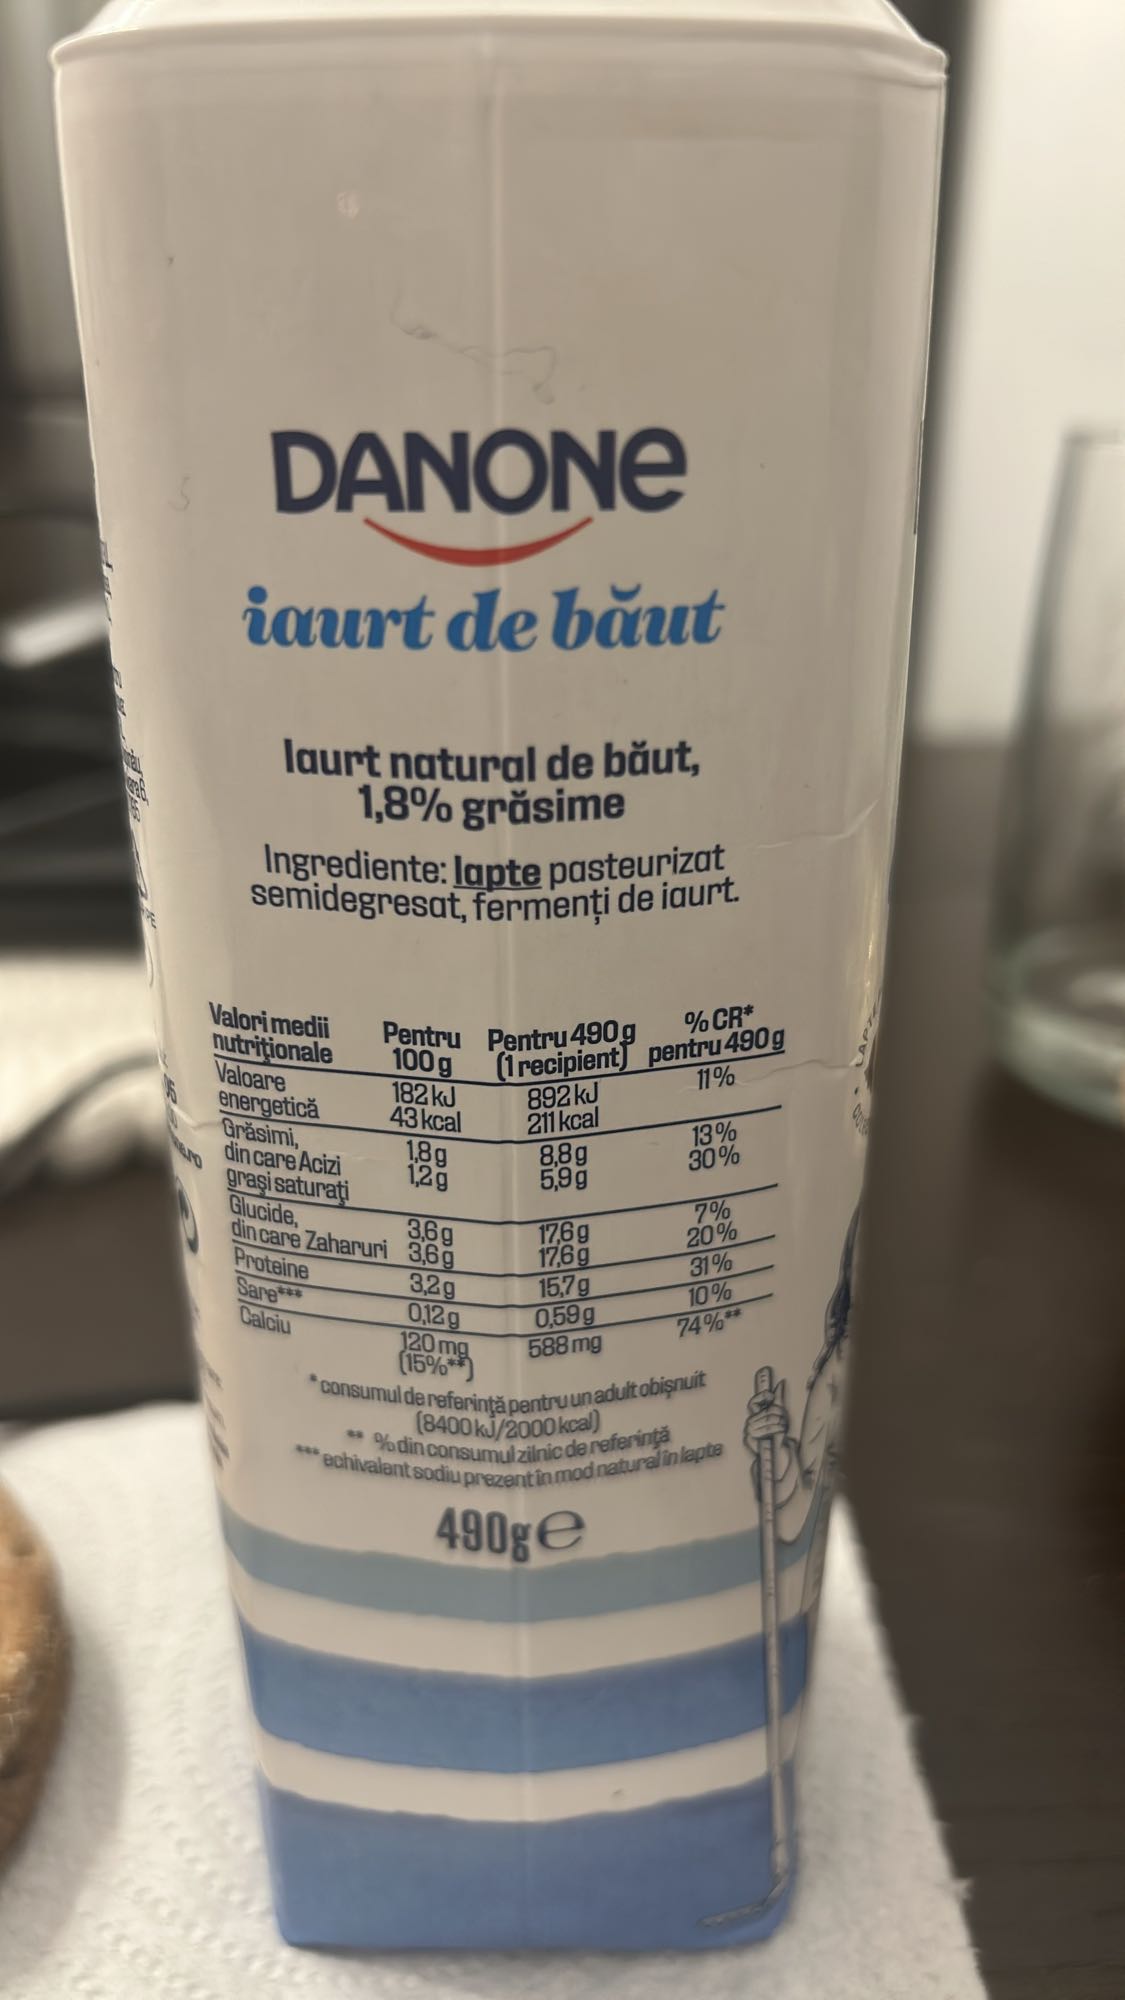 DANONE
iaurt de băut
Iaurt natural de băut,
1,8% grăsime
Ingrediente: lapte pasteurizat
semidegresat, fermenți de iaurt.
Valori medii nutriționale Pentru 100 g Pentru 490 g (1 recipient) % CR* pentru 490 g
Valoare energetică 182 kJ 892 kJ 11%
43 kcal 211 kcal
Grăsimi, 1,8 g 8,8 g 13%
din care Acizi grași saturați 1,2 g 5,9 g 30%
Glucide, 3,6 g 17,6 g 7%
din care Zaharuri 3,6 g 17,6 g 20%
Proteine 3,2 g 15,7 g 31%
Sare*** 0,12 g 0,59 g 10%
Calciu 120 mg 588 mg 74%**
(15%**)
*consumul de referință pentru un adult obișnuit
(8400 kJ/2000 kcal)
** % din consumul zilnic de referință
*** echivalent sodiu prezent în mod natural în lapte
490g e